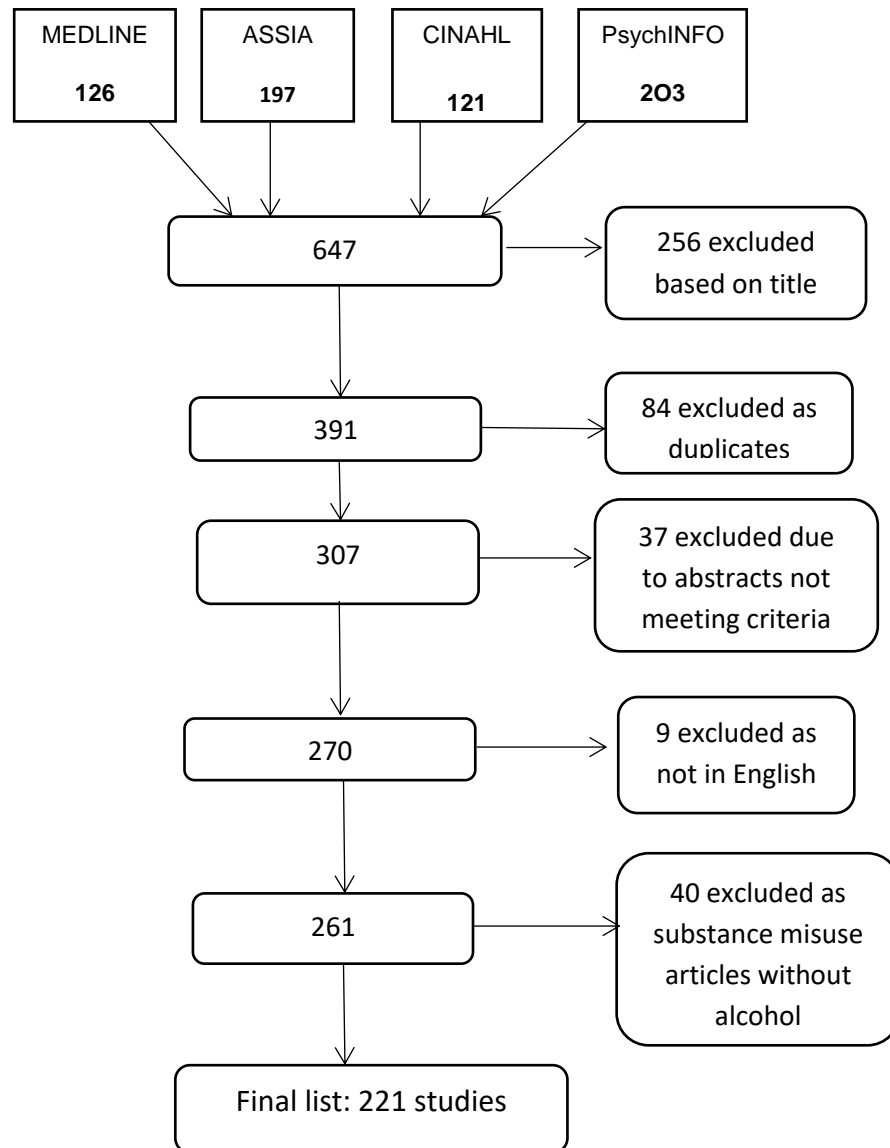 MEDLINE
126
ASSIA
197
CINAHL
121
PsychINFO
2O3
647
256 excluded
based on title
391
84 excluded as
duplicates
307
37 excluded due
to abstracts not
meeting criteria
270
9 excluded as
not in English
261
40 excluded as
substance misuse
articles without
alcohol
Final list: 221 studies